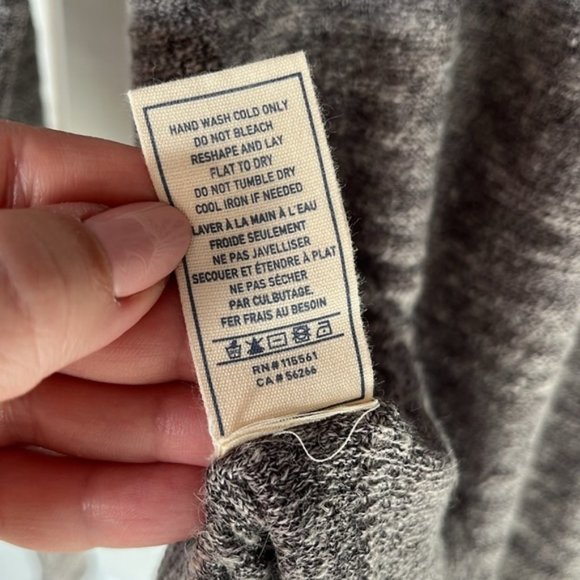 HAND WASH COLD ONLY
DO NOT BLEACH
RESHAPE AND LAY
FLAT TO DRY
DO NOT TUMBLE DRY
COOL IRON IF NEEDED
LAVER À LA MAIN À L'EAU
FROIDE SEULEMENT
NE PAS JAVELLISER
SECOUER ET ÉTENDRE À PLAT
NE PAS SÉCHER
PAR CULBUTAGE.
FER FRAIS AU BESOIN
RN# 115561
CA# 56266